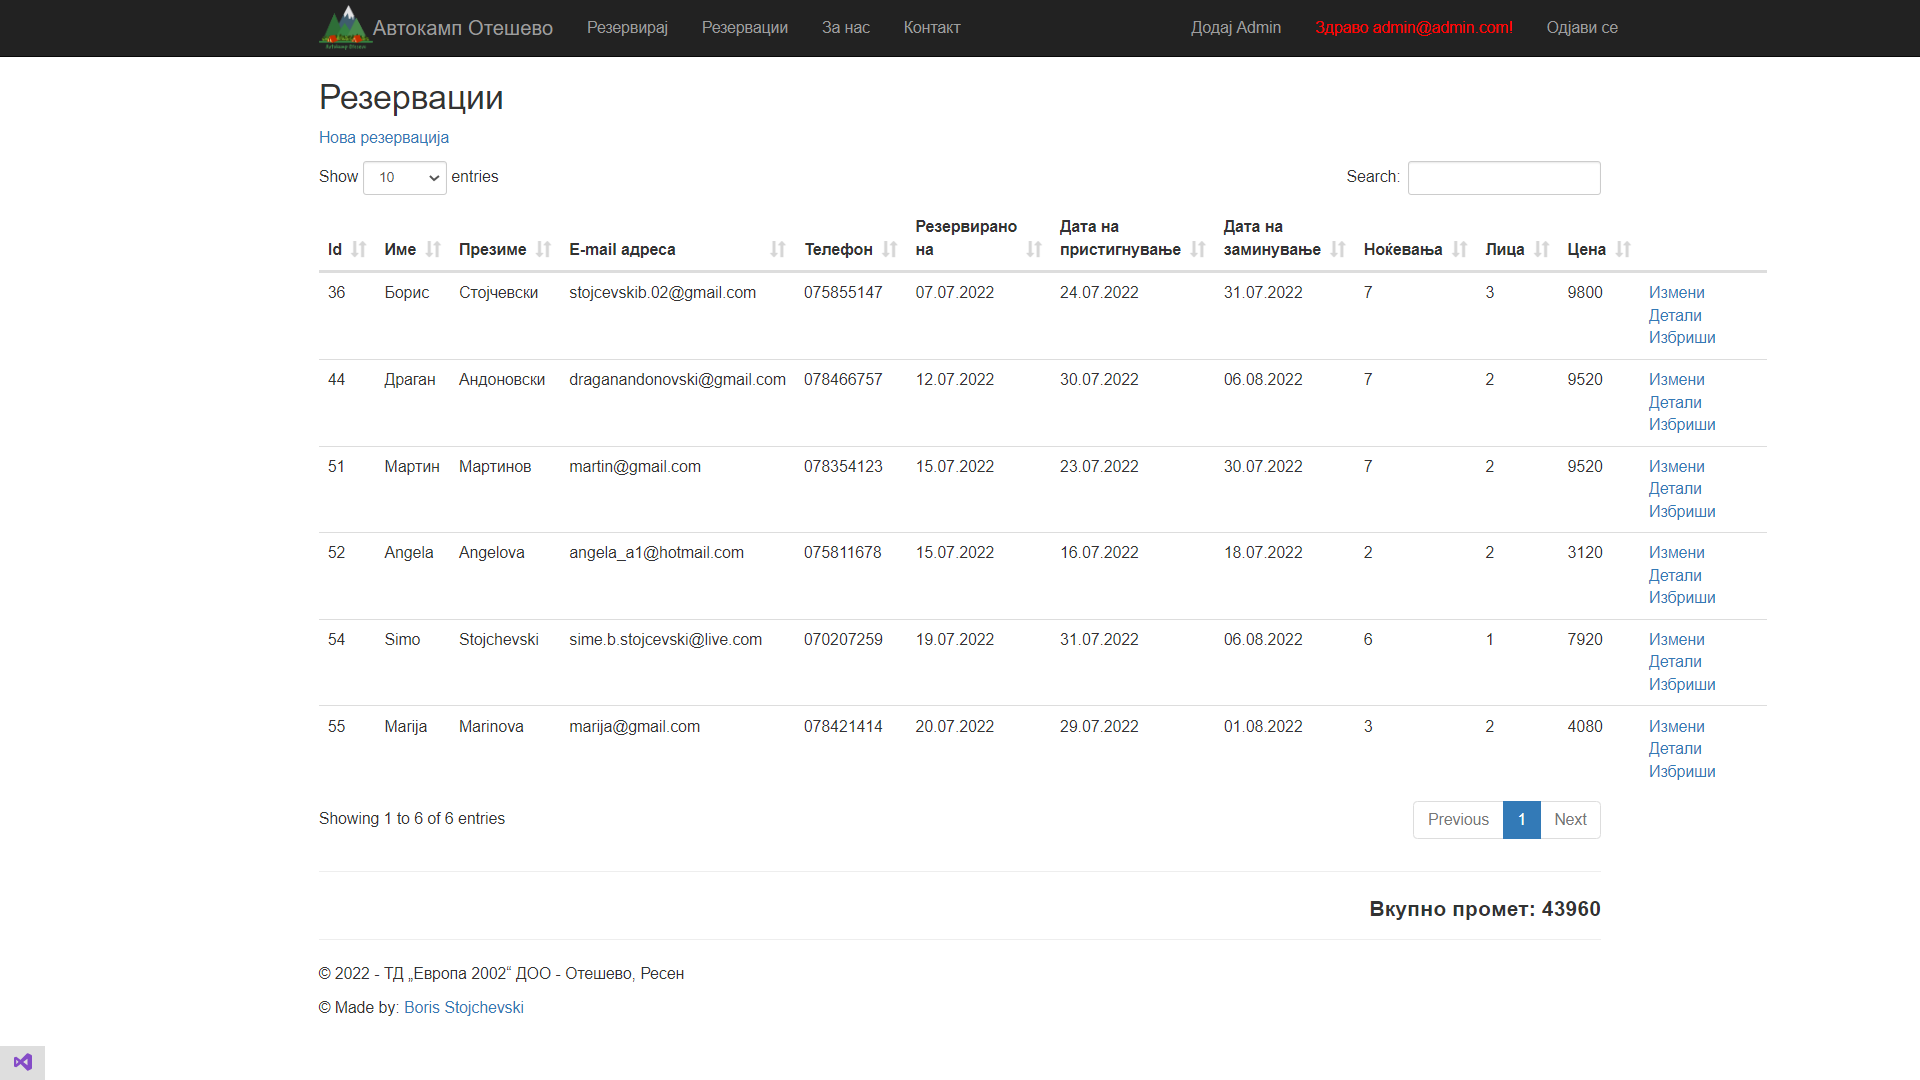 Автокамп Отешево Резервирај Резервации За нас Контакт Додај Admin Здраво admin@admin.com! Одјави се
Резервации
Нова резервација
Show 10 entries Search:
Id Име Презиме E-mail адреса Телефон Резервирано на Дата на пристигнување Дата на заминување Ноќевања Лица Цена
36 Борис Стојчевски stojcevskib.02@gmail.com 075855147 07.07.2022 24.07.2022 31.07.2022 7 3 9800 Измени
Детали
Избриши
44 Драган Андоновски draganandonovski@gmail.com 078466757 12.07.2022 30.07.2022 06.08.2022 7 2 9520 Измени
Детали
Избриши
51 Мартин Мартинов martin@gmail.com 078354123 15.07.2022 23.07.2022 30.07.2022 7 2 9520 Измени
Детали
Избриши
52 Angela Angelova angela_a1@hotmail.com 075811678 15.07.2022 16.07.2022 18.07.2022 2 2 3120 Измени
Детали
Избриши
54 Simo Stojchevski sime.b.stojcevski@live.com 070207259 19.07.2022 31.07.2022 06.08.2022 6 1 7920 Измени
Детали
Избриши
55 Marija Marinova marija@gmail.com 078421414 20.07.2022 29.07.2022 01.08.2022 3 2 4080 Измени
Детали
Избриши
Showing 1 to 6 of 6 entries Previous 1 Next
Вкупно промет: 43960
© 2022 - ТД „Европа 2002“ ДОО - Отешево, Ресен
© Made by: Boris Stojchevski